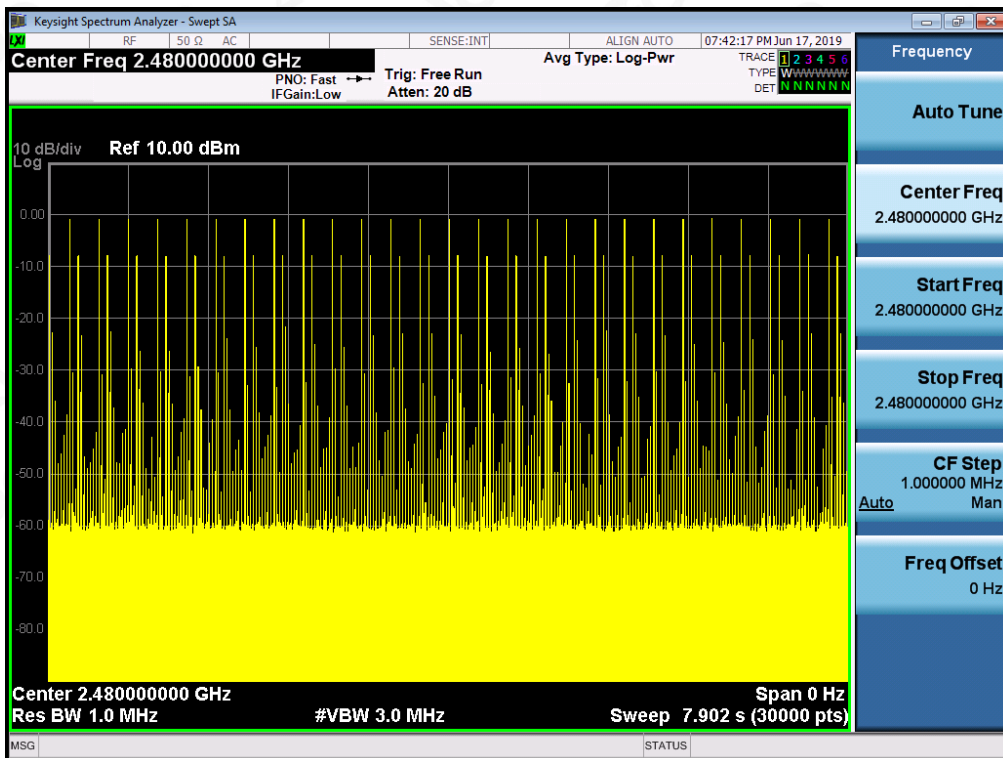 Keysight Spectrum Analyzer - Swept SA
LXI RF 50 Ω AC SENSE:INT ALIGN AUTO 07:42:17 PM Jun 17, 2019
Center Freq 2.480000000 GHz
PNO: Fast
IFGain:Low
Trig: Free Run
Atten: 20 dB
Avg Type: Log-Pwr
TRACE 1 2 3 4 5 6
TYPE WWWWWW
DET N N N N N N
10 dB/div Ref 10.00 dBm
Log
0.00
-10.0
-20.0
-30.0
-40.0
-50.0
-60.0
-70.0
-80.0
Center 2.480000000 GHz Span 0 Hz
Res BW 1.0 MHz #VBW 3.0 MHz Sweep 7.902 s (30000 pts)
MSG STATUS
Frequency
Auto Tune
Center Freq
2.480000000 GHz
Start Freq
2.480000000 GHz
Stop Freq
2.480000000 GHz
CF Step
1.000000 MHz
Auto Man
Freq Offset
0 Hz